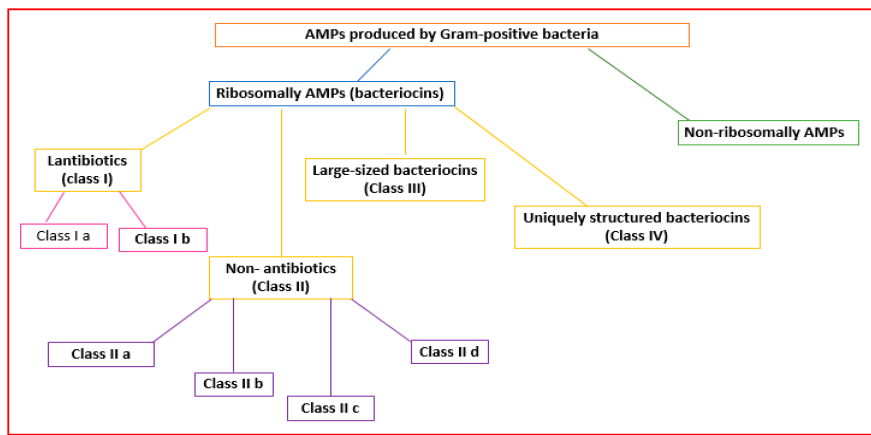 AMPs produced by Gram-positive bacteria
Ribosomally AMPs (bacteriocins)
Non-ribosomally AMPs
Lantibiotics
(class I)
Large-sized bacteriocins
(Class III)
Uniquely structured bacteriocins
(Class IV)
Class I a
Class I b
Non- antibiotics
(Class II)
Class II a
Class II b
Class II c
Class II d